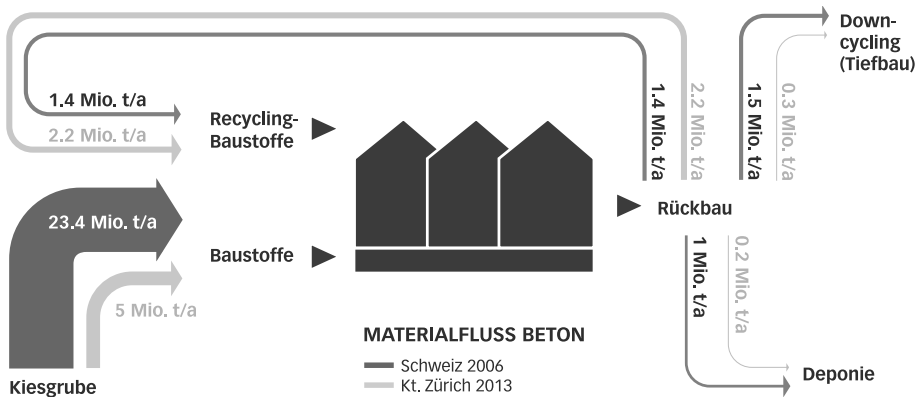 1.4 Mio. t/a
2.2 Mio. t/a
Recycling-
Baustoffe
23.4 Mio. t/a
Baustoffe
5 Mio. t/a
Kiesgrube
1.4 Mio. t/a
2.2 Mio. t/a
1.5 Mio. t/a
0.3 Mio. t/a
Down-
cycling
(Tiefbau)
Rückbau
1 Mio. t/a
0.2 Mio. t/a
Deponie
MATERIALFLUSS BETON
Schweiz 2006
Kt. Zürich 2013